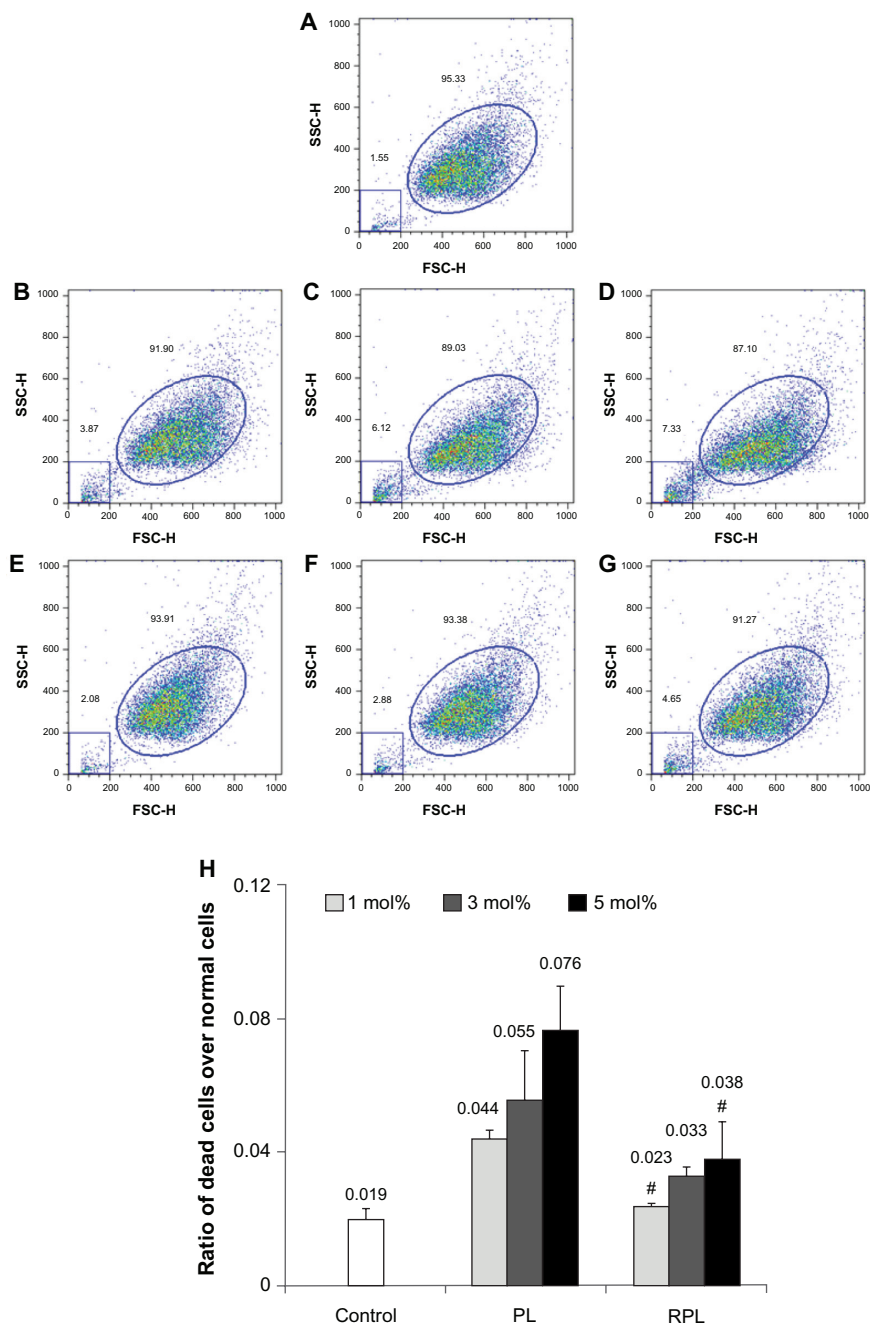 A
1000
800
600
400
200
0
SSC-H
95.33
1.55
0 200 400 600 800 1000
FSC-H
B
1000
800
600
400
200
0
SSC-H
91.90
3.87
0 200 400 600 800 1000
FSC-H
C
1000
800
600
400
200
0
SSC-H
89.03
6.12
0 200 400 600 800 1000
FSC-H
D
1000
800
600
400
200
0
SSC-H
87.10
7.33
0 200 400 600 800 1000
FSC-H
E
1000
800
600
400
200
0
SSC-H
93.91
2.08
0 200 400 600 800 1000
FSC-H
F
1000
800
600
400
200
0
SSC-H
93.38
2.88
0 200 400 600 800 1000
FSC-H
G
1000
800
600
400
200
0
SSC-H
91.27
4.65
0 200 400 600 800 1000
FSC-H
H
Ratio of dead cells over normal cells
0.12
0.08
0.04
0
1 mol% 3 mol% 5 mol%
0.019
0.044
0.055
0.076
0.023
#
0.033
0.038
#
Control PL RPL